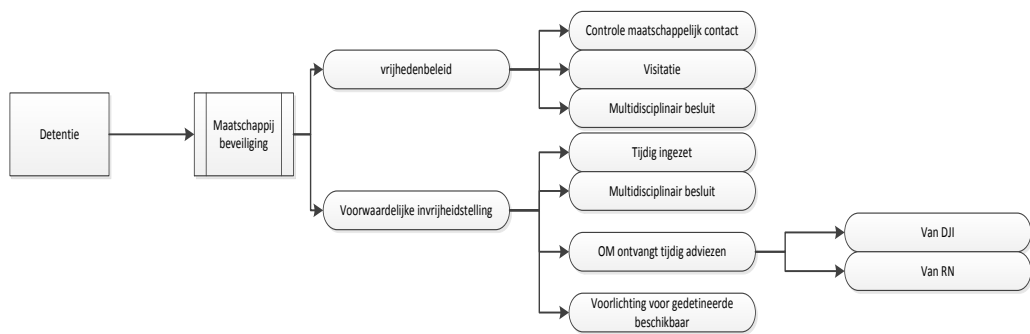 Detentie
Maatschappij
beveiliging
vrijhedenbeleid
Controle maatschappelijk contact
Visitatie
Multidisciplinair besluit
Voorwaardelijke invrijheidstelling
Tijdig ingezet
Multidisciplinair besluit
OM ontvangt tijdig adviezen
Van DJI
Van RN
Voorlichting voor gedetineerde
beschikbaar